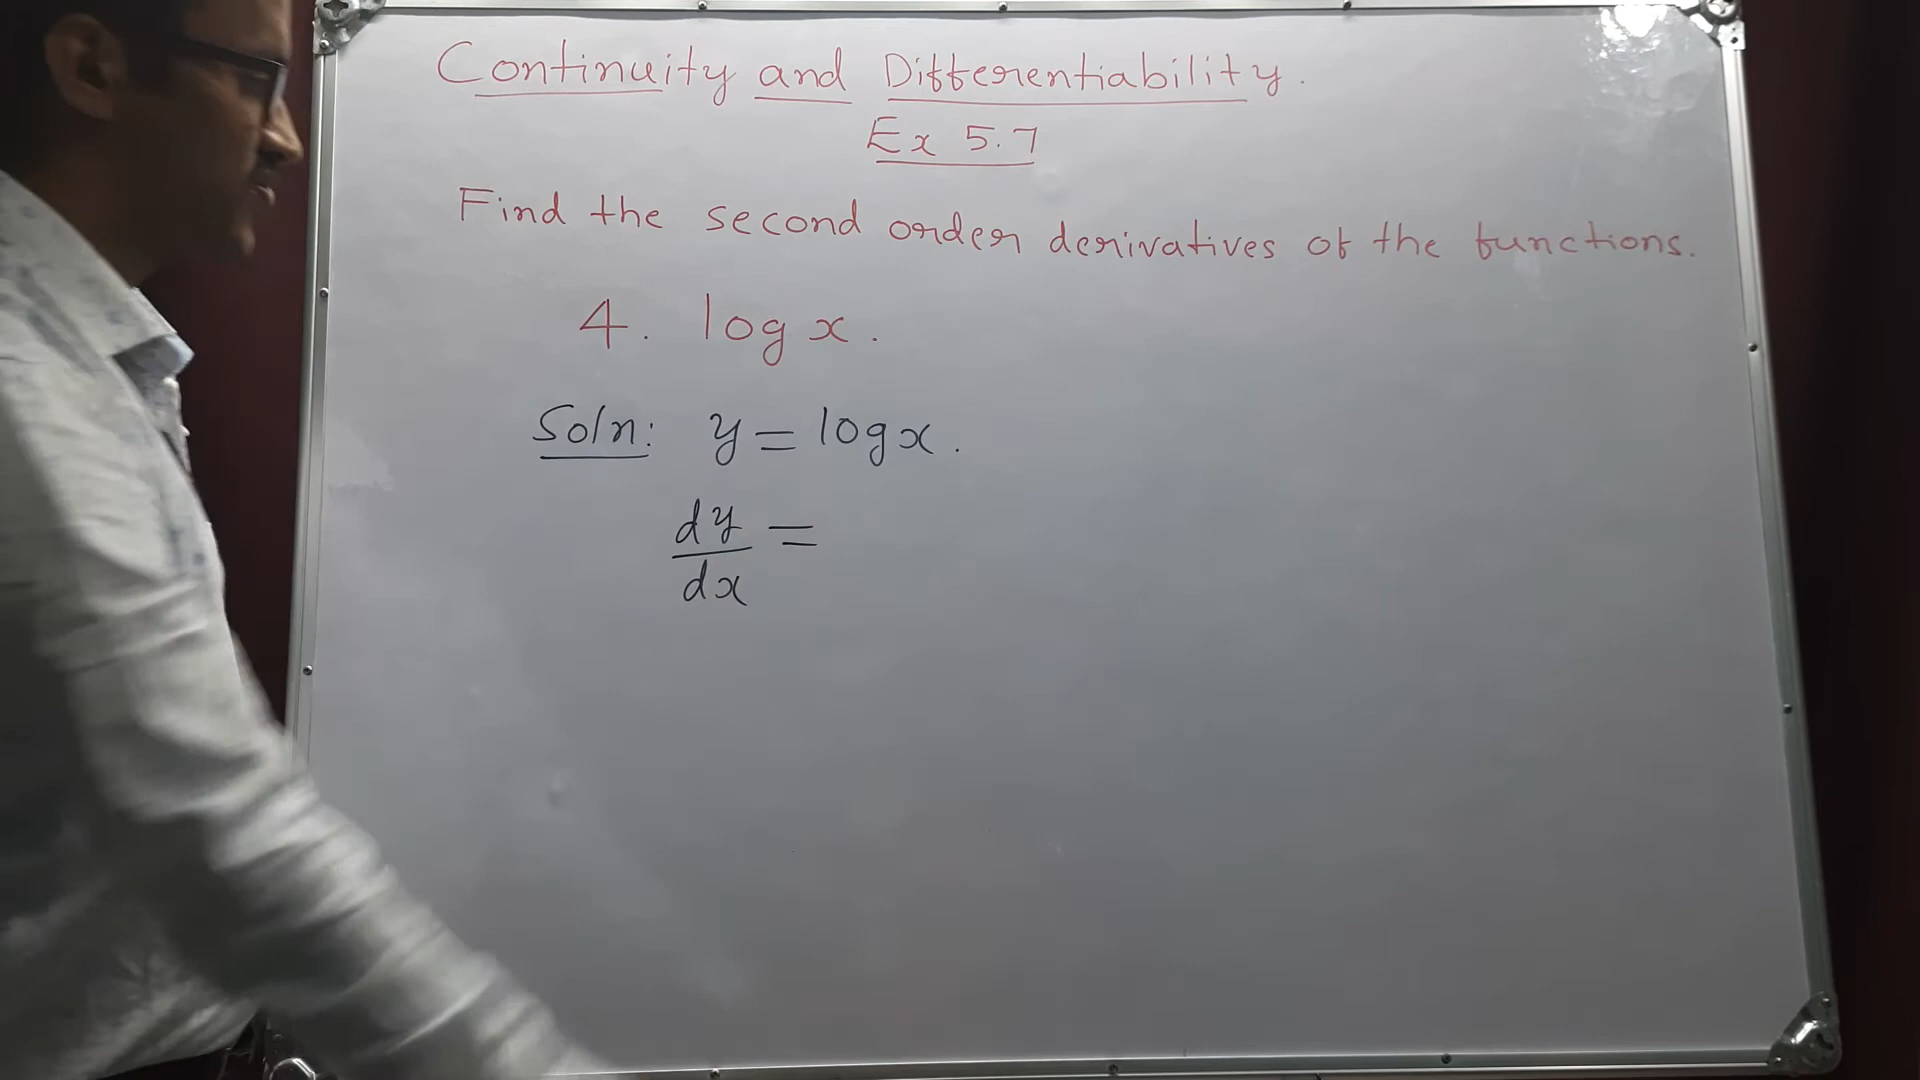 Continuity and Differentiability.
Ex 5.7
Find the second order derivatives of the functions.
4. log x.
Soln: y = log x.
dy/dx =